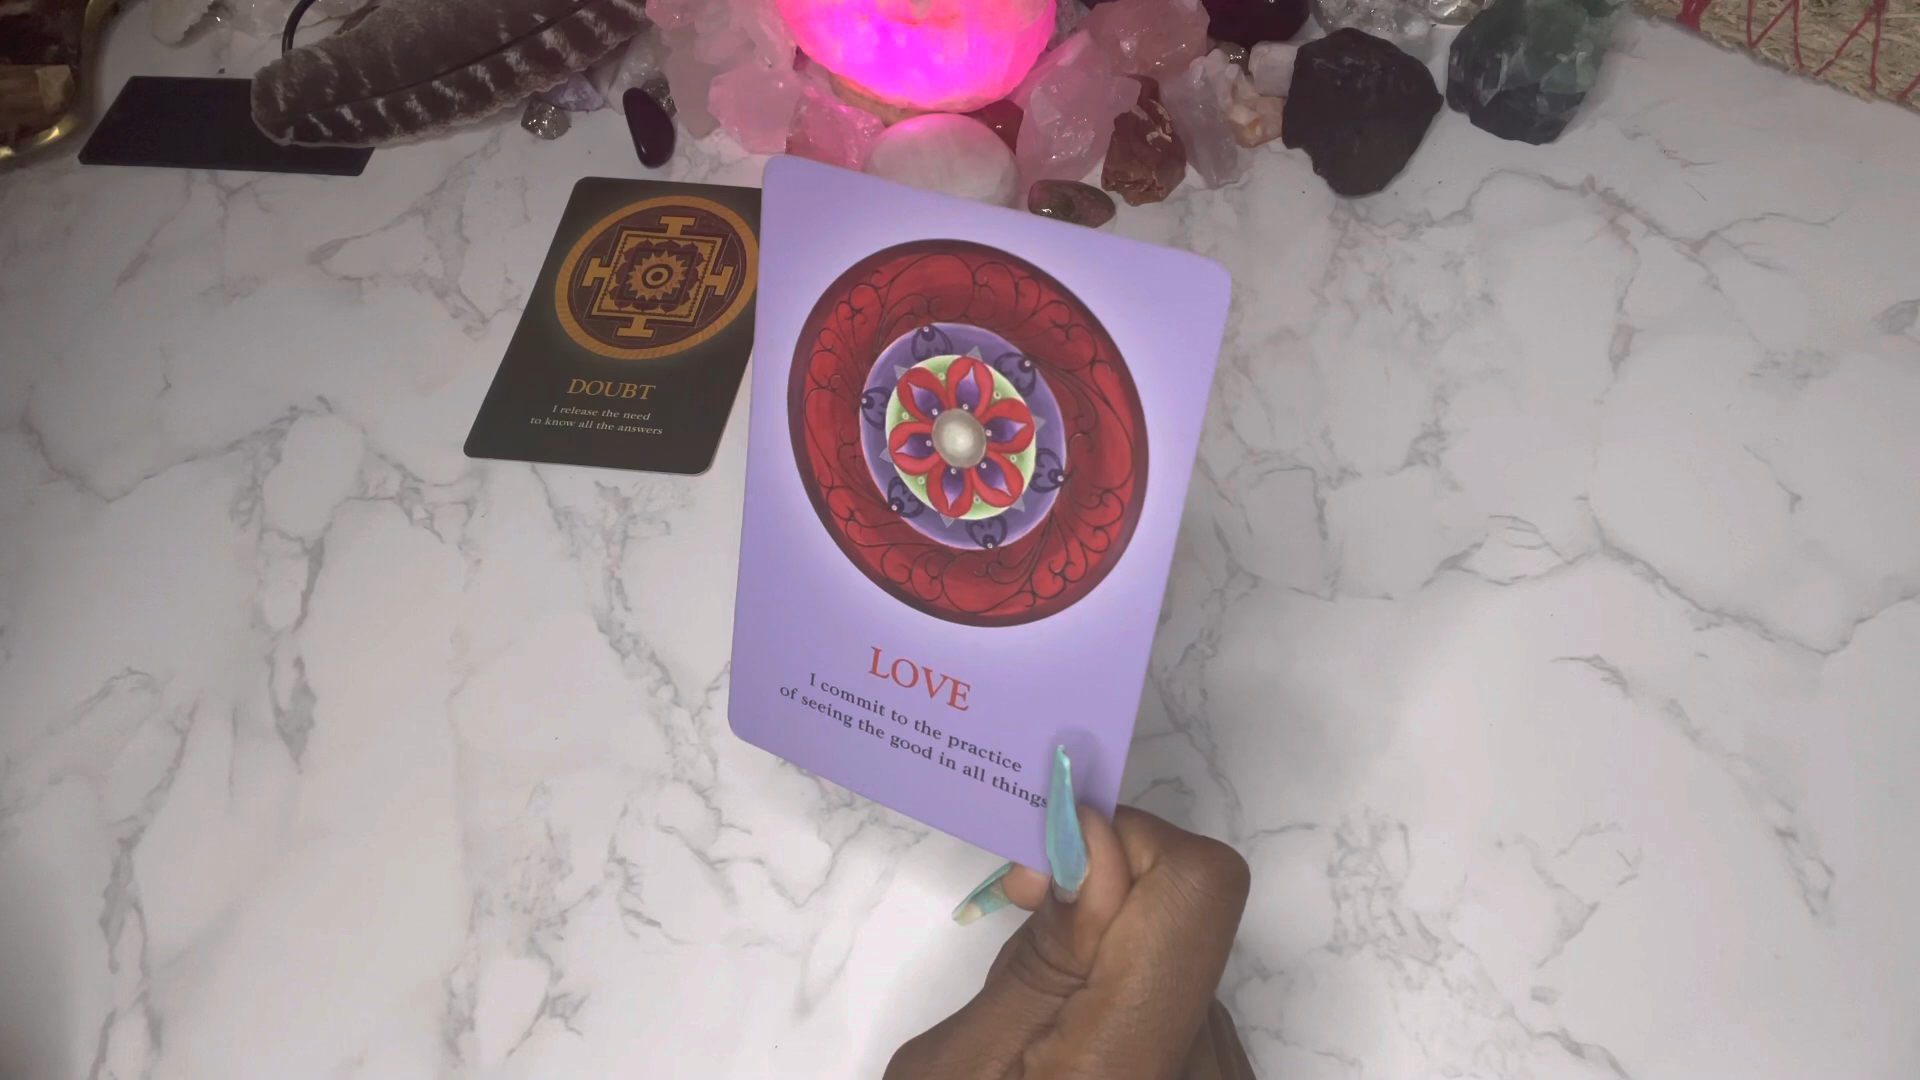 DOUBT
I release the need
to know all the answers
LOVE
I commit to the practice
of seeing the good in all things